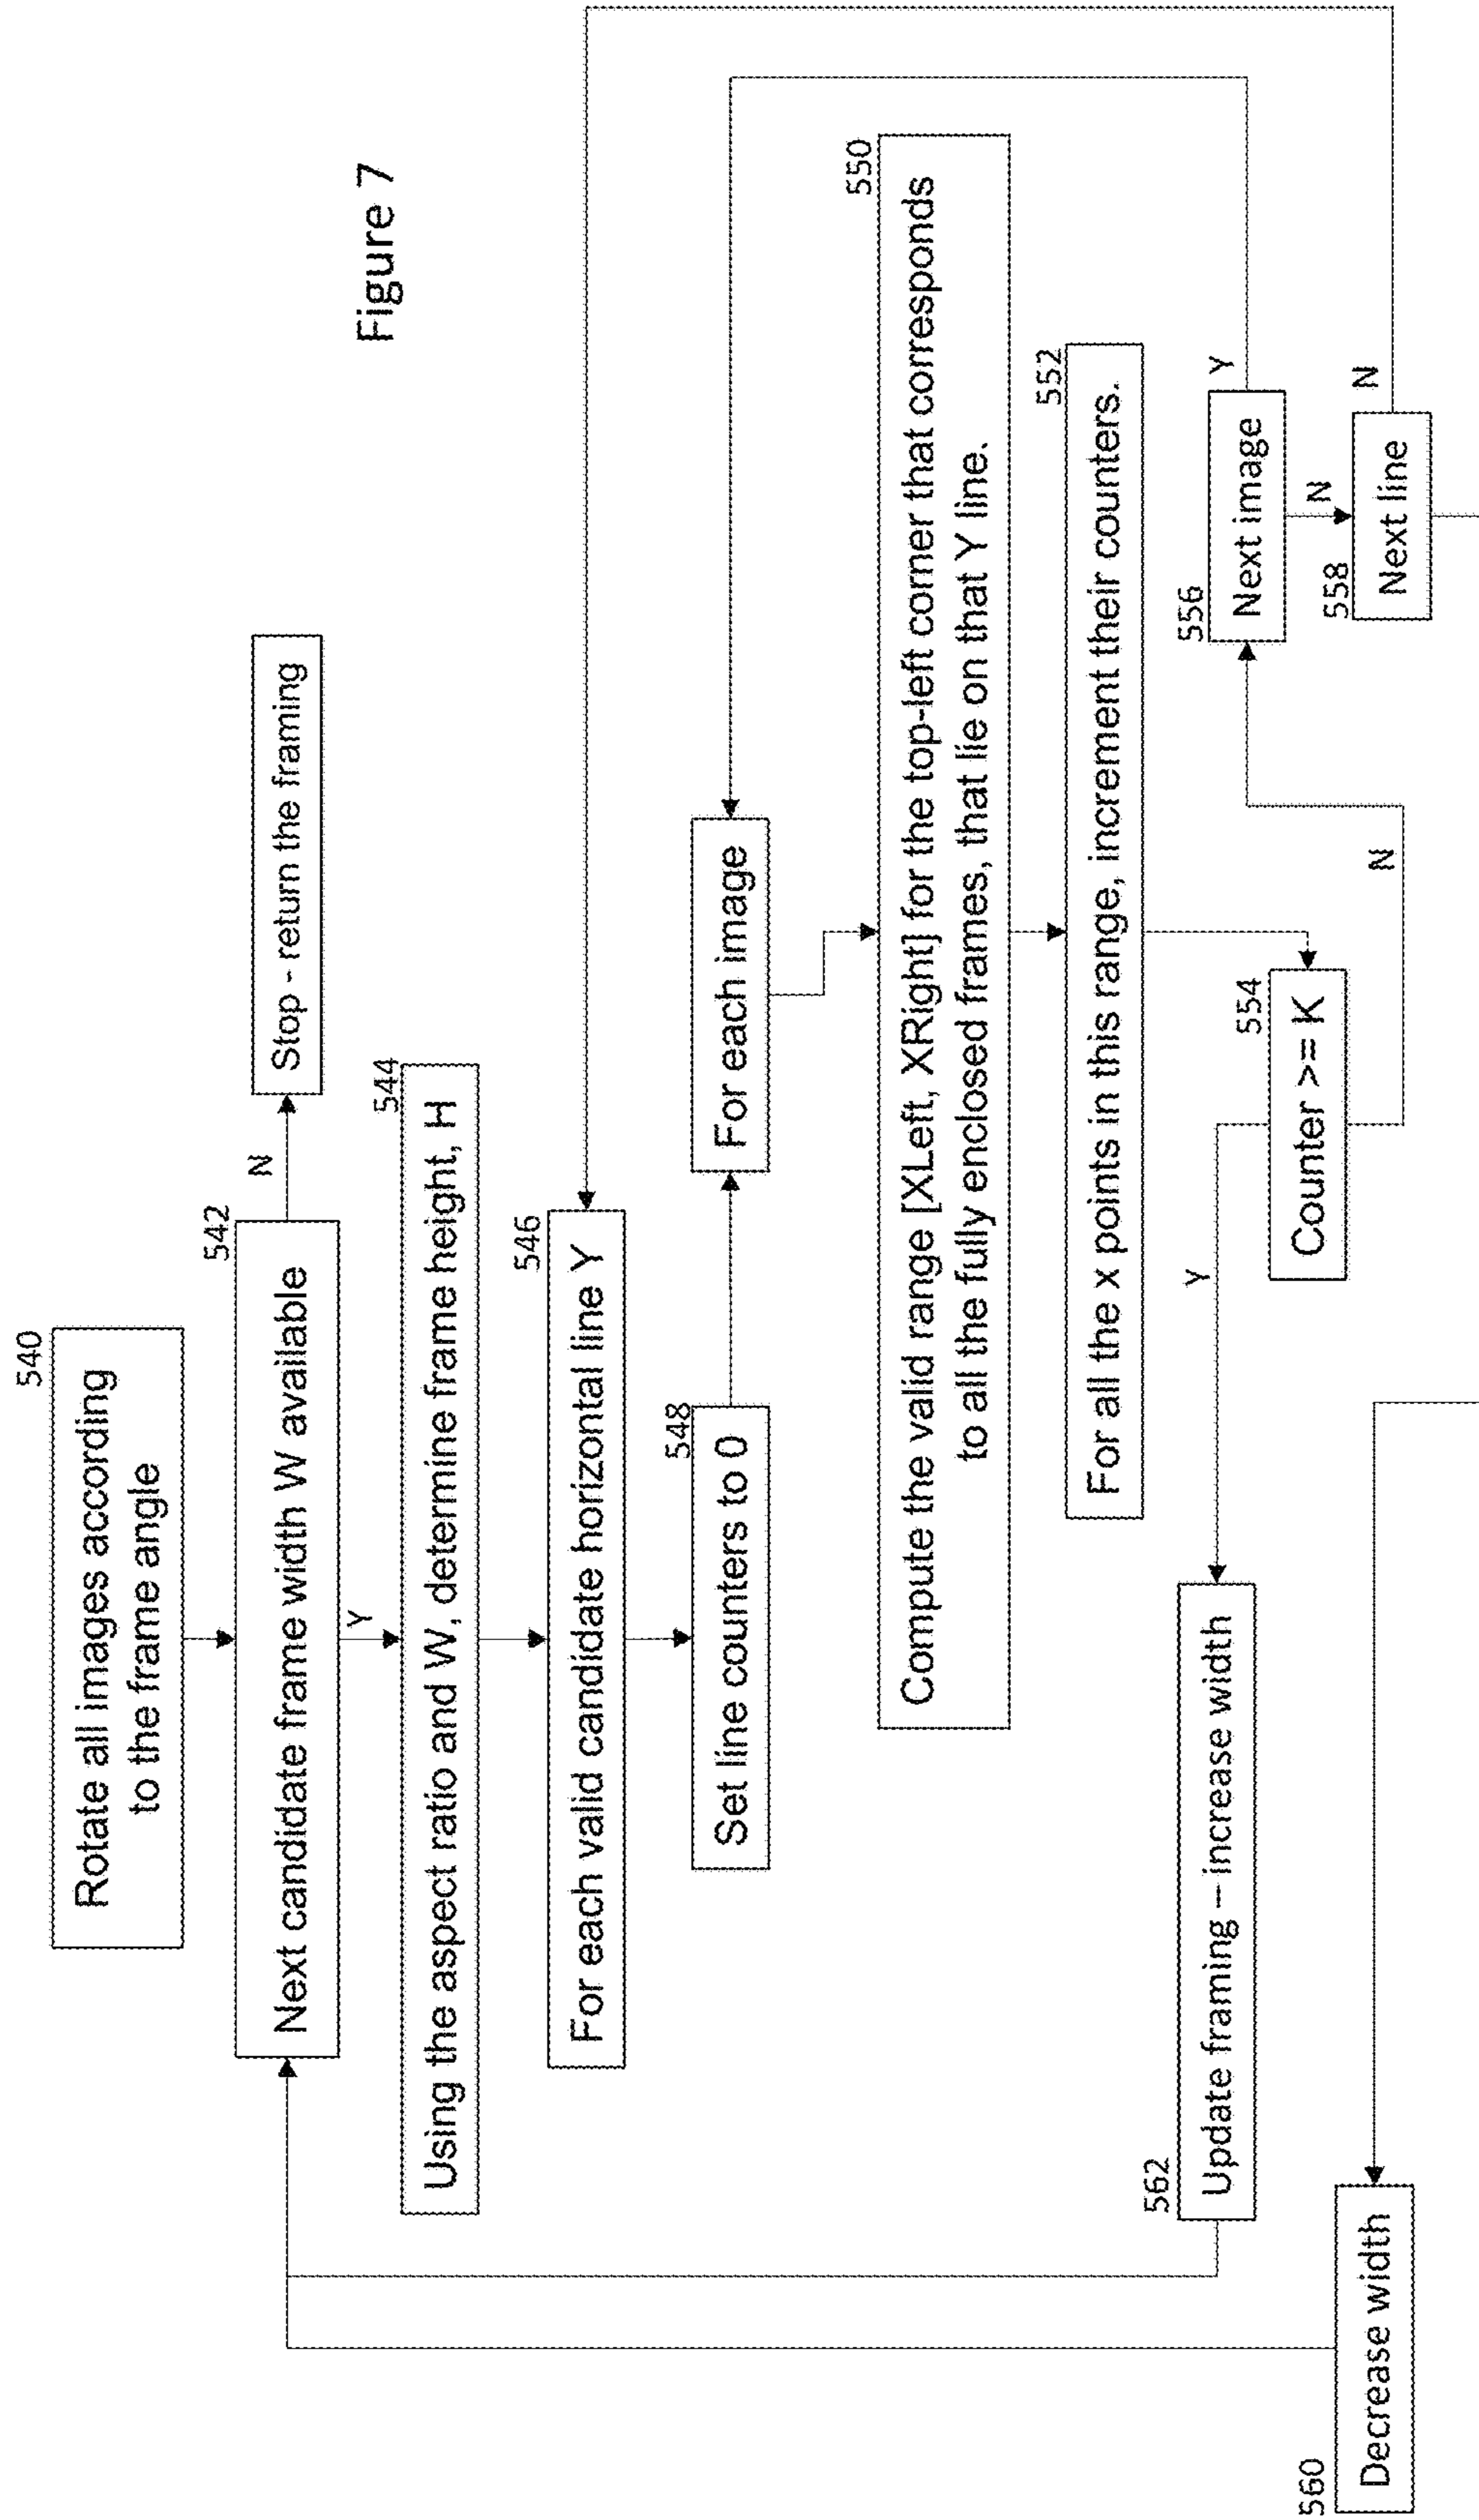 Figure 7
540
Rotate all images according
to the frame angle
542
Next candidate frame width W available
N
Stop - return the framing
Y
544
Using the aspect ratio and W, determine frame height, H
546
For each valid candidate horizontal line Y
548
Set line counters to 0
For each image
550
Compute the valid range [XLeft, XRight] for the top-left corner that corresponds
to all the fully enclosed frames, that lie on that Y line.
552
For all the x points in this range, increment their counters.
554
Counter >= K
Y
N
556
Next image
Y
N
558
Next line
N
562
Update framing – increase width
560
Decrease width